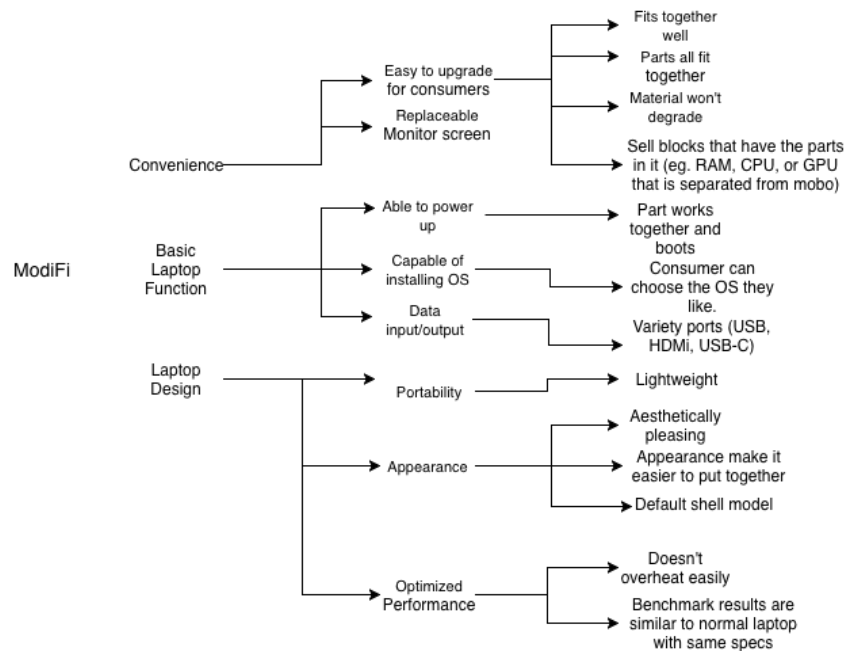 ModiFi
Convenience
Easy to upgrade
for consumers
Fits together
well
Parts all fit
together
Material won't
degrade
Sell blocks that have the parts
in it (eg. RAM, CPU, or GPU
that is separated from mobo)
Replaceable
Monitor screen
Basic
Laptop
Function
Able to power
up
Part works
together and
boots
Capable of
installing OS
Consumer can
choose the OS they
like.
Data
input/output
Variety ports (USB,
HDMi, USB-C)
Laptop
Design
Portability
Lightweight
Appearance
Aesthetically
pleasing
Appearance make it
easier to put together
Default shell model
Optimized
Performance
Doesn't
overheat easily
Benchmark results are
similar to normal laptop
with same specs